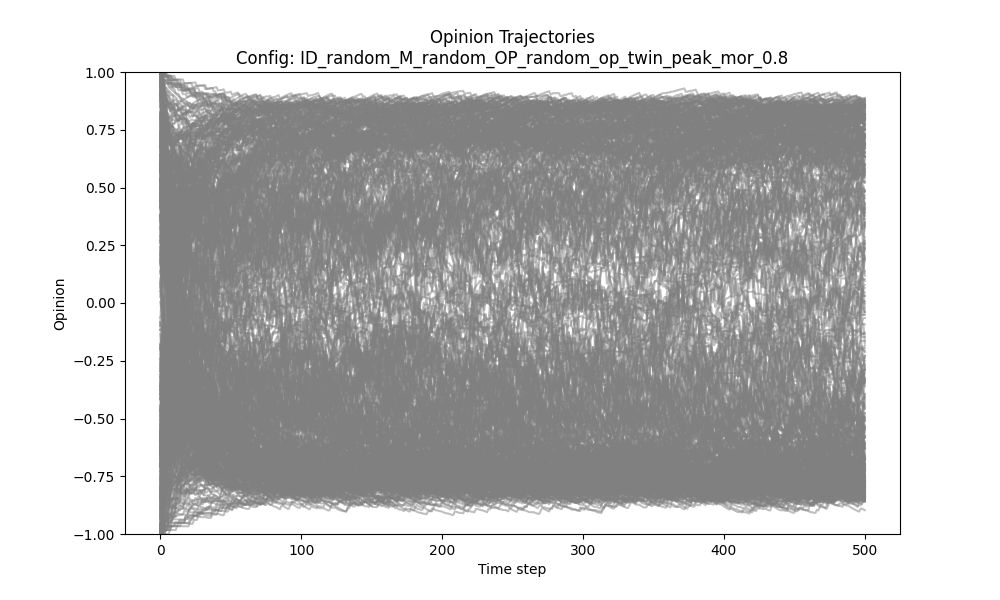 Opinion Trajectories
Config: ID_random_M_random_OP_random_op_twin_peak_mor_0.8
1.00
0.75
0.50
0.25
0.00
−0.25
−0.50
−0.75
−1.00
Opinion
0 100 200 300 400 500
Time step